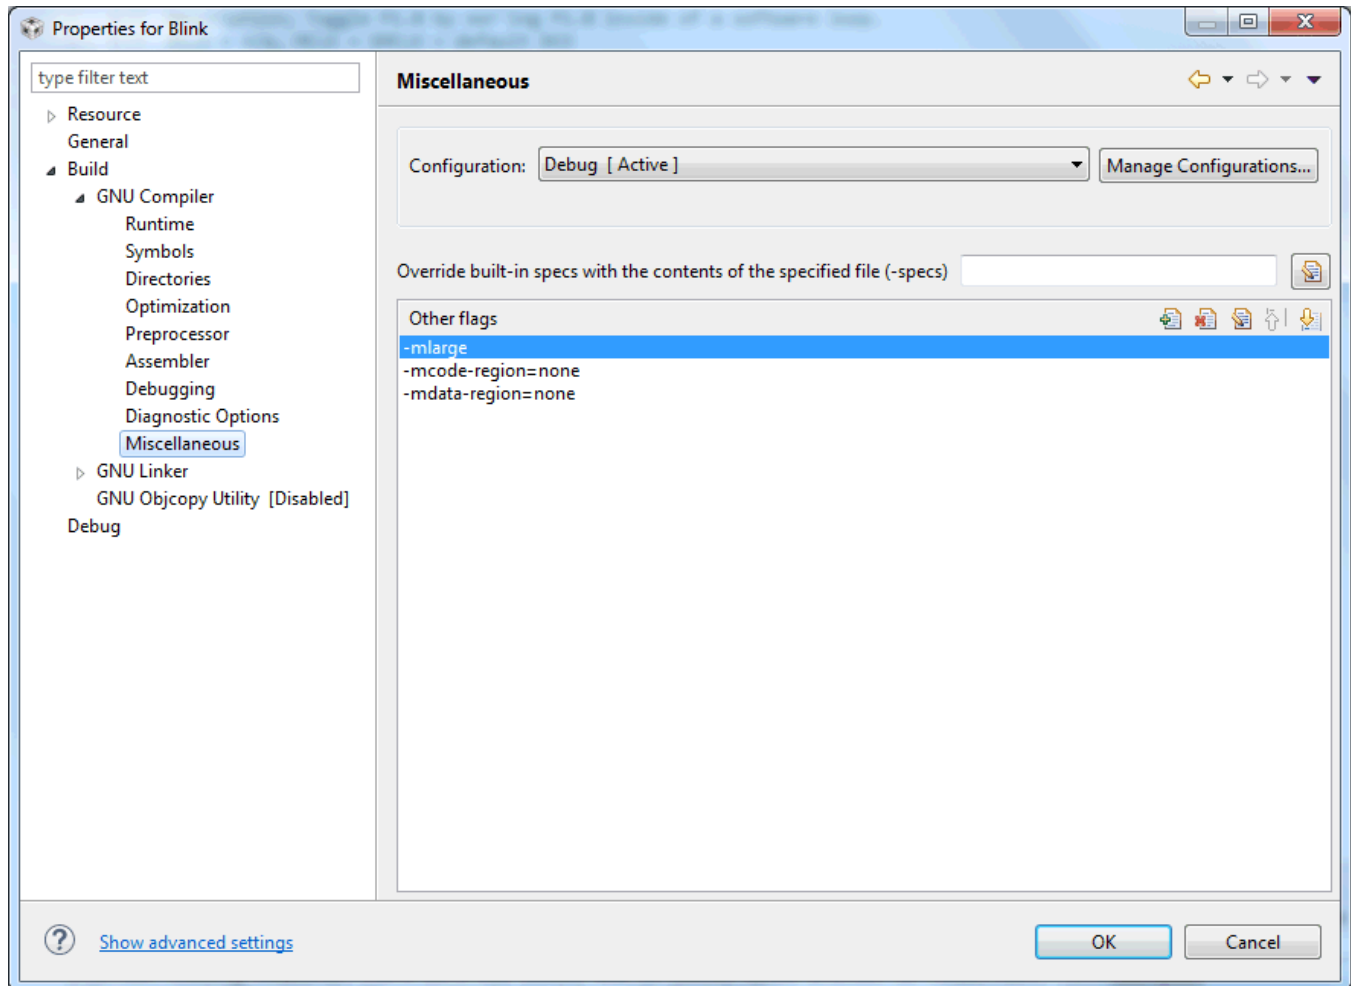 Properties for Blink
type filter text
Resource
General
Build
GNU Compiler
Runtime
Symbols
Directories
Optimization
Preprocessor
Assembler
Debugging
Diagnostic Options
Miscellaneous
GNU Linker
GNU Objcopy Utility [Disabled]
Debug
Miscellaneous
Configuration:
Debug [ Active ]
Manage Configurations...
Override built-in specs with the contents of the specified file (-specs)
Other flags
-mlarge
-mcode-region=none
-mdata-region=none
Show advanced settings
OK
Cancel